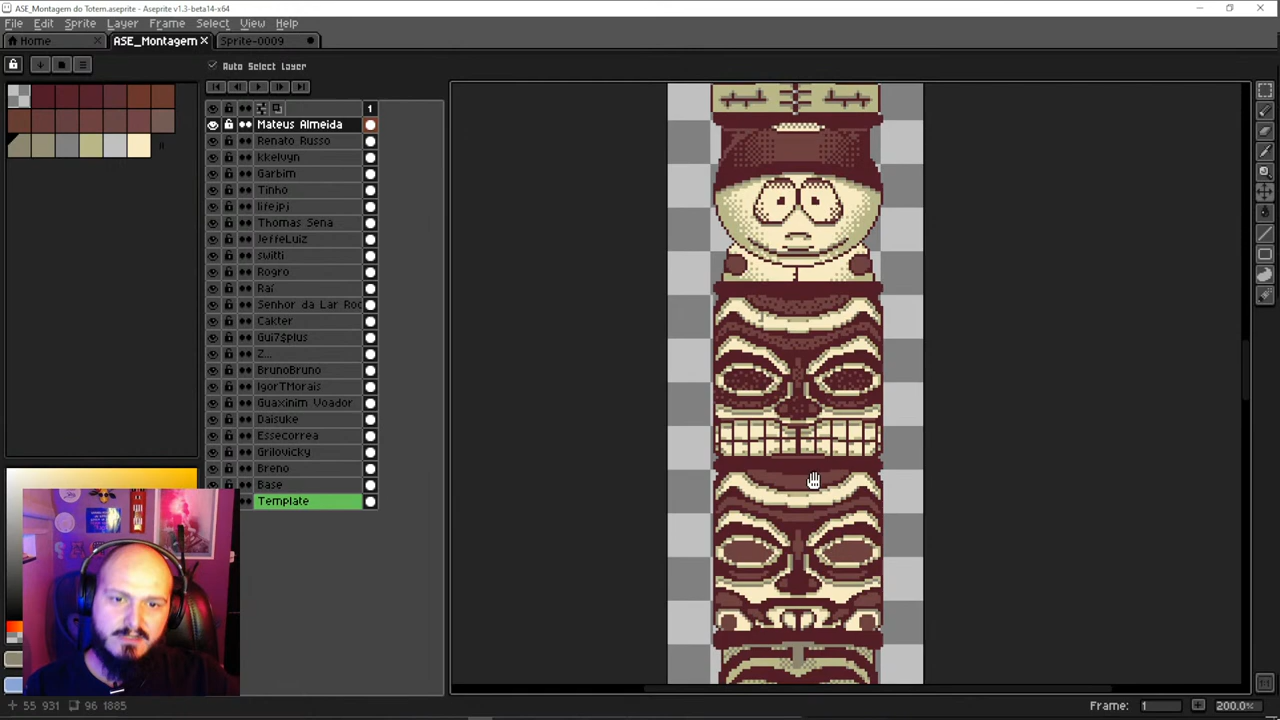 ASE_Montagem do Totem.aseprite - Aseprite v1.3-beta14-x64
File Edit Sprite Layer Frame Select View Help
Home
ASE_Montagem
Sprite-0009
Auto Select Layer
1
Mateus Almeida
Renato Russo
kkelvyn
Garbim
Tinho
lifejpj
Thomas Sena
JeffeLuiz
switti
Rogro
Raí
Senhor da Lar Roc
Cakter
Gui7$plus
Z...
BrunoBruno
IgorTMorais
Guaxinim Voador
Daisuke
Essecorrea
Grilovicky
Breno
Base
Template
55 931 96 1885
Frame: 1 200.0%